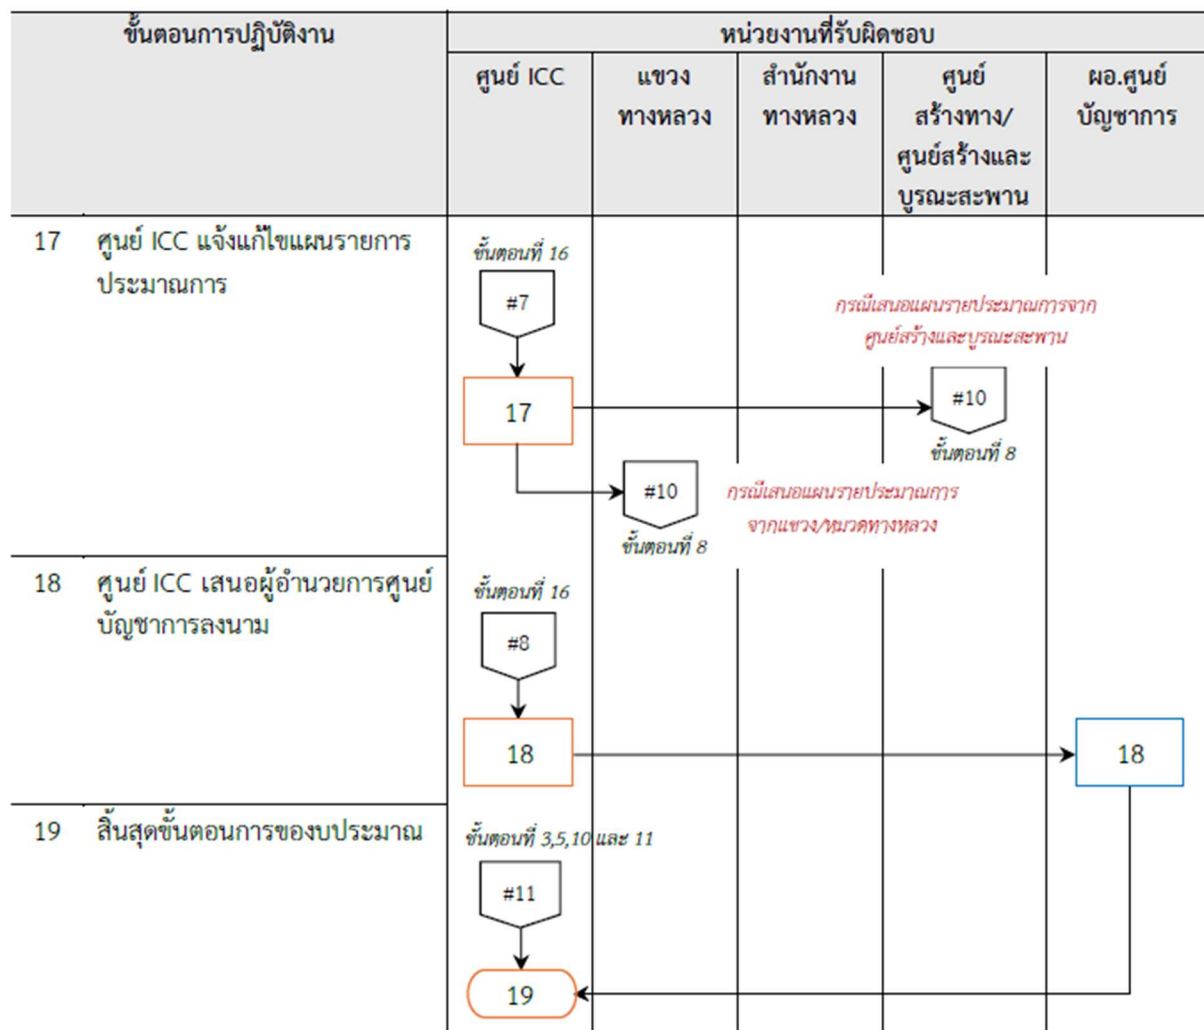 ขั้นตอนการปฏิบัติงาน
หน่วยงานที่รับผิดชอบ
ศูนย์ ICC
แขวง
ทางหลวง
สำนักงาน
ทางหลวง
ศูนย์
สร้างทาง/
ศูนย์สร้างและ
บูรณะสะพาน
ผอ.ศูนย์
บัญชาการ
17 ศูนย์ ICC แจ้งแก้ไขแผนรายการ
ประมาณการ
ขั้นตอนที่ 16
#7
17
กรณีเสนอแผนรายประมาณการจาก
ศูนย์สร้างและบูรณะสะพาน
#10
ขั้นตอนที่ 8
#10
ขั้นตอนที่ 8
กรณีเสนอแผนรายประมาณการ
จากแขวง/หมวดทางหลวง
18 ศูนย์ ICC เสนอผู้อำนวยการศูนย์
บัญชาการลงนาม
ขั้นตอนที่ 16
#8
18
18
19 สิ้นสุดขั้นตอนการของบประมาณ
ขั้นตอนที่ 3,5,10 และ 11
#11
19